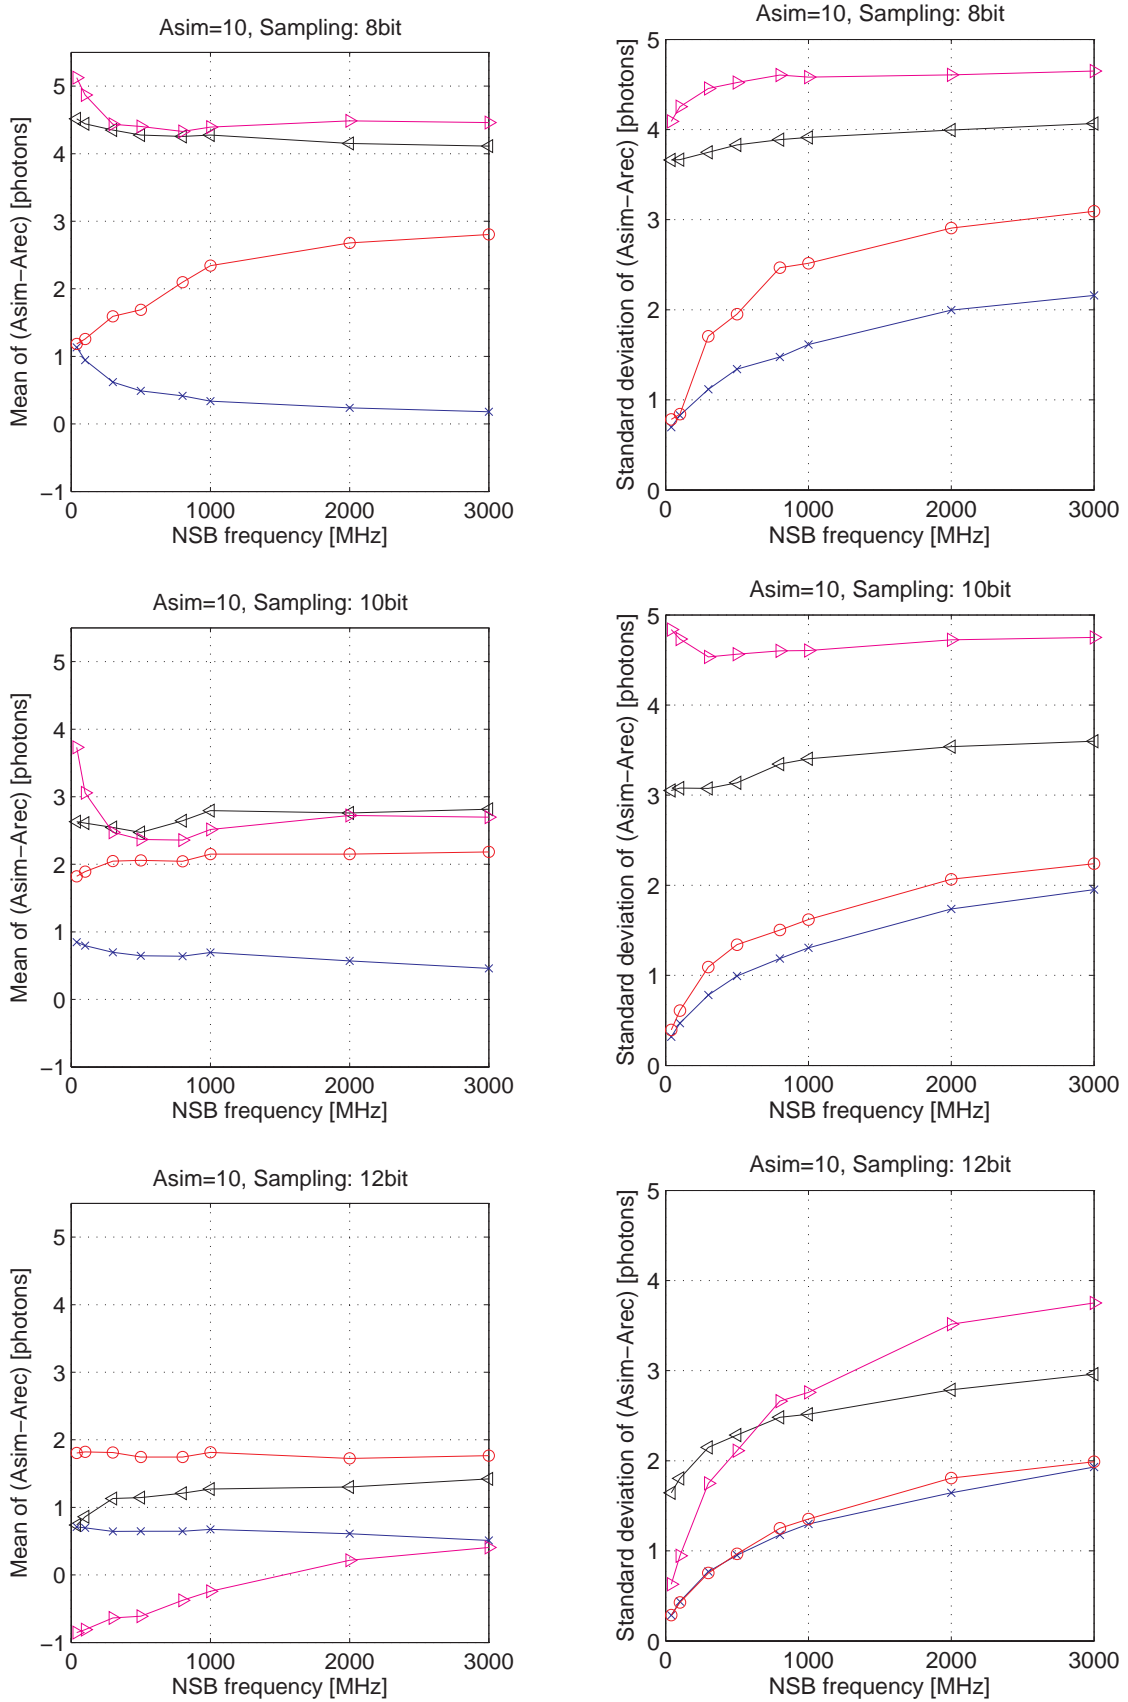 Asim=10, Sampling: 8bit
Mean of (Asim−Arec) [photons]
5
4
3
2
1
0
−1
0 1000 2000 3000
NSB frequency [MHz]
Asim=10, Sampling: 8bit
Standard deviation of (Asim−Arec) [photons]
5
4
3
2
1
0
0 1000 2000 3000
NSB frequency [MHz]
Asim=10, Sampling: 10bit
Mean of (Asim−Arec) [photons]
5
4
3
2
1
0
−1
0 1000 2000 3000
NSB frequency [MHz]
Asim=10, Sampling: 10bit
Standard deviation of (Asim−Arec) [photons]
5
4
3
2
1
0
0 1000 2000 3000
NSB frequency [MHz]
Asim=10, Sampling: 12bit
Mean of (Asim−Arec) [photons]
5
4
3
2
1
0
−1
0 1000 2000 3000
NSB frequency [MHz]
Asim=10, Sampling: 12bit
Standard deviation of (Asim−Arec) [photons]
5
4
3
2
1
0
0 1000 2000 3000
NSB frequency [MHz]